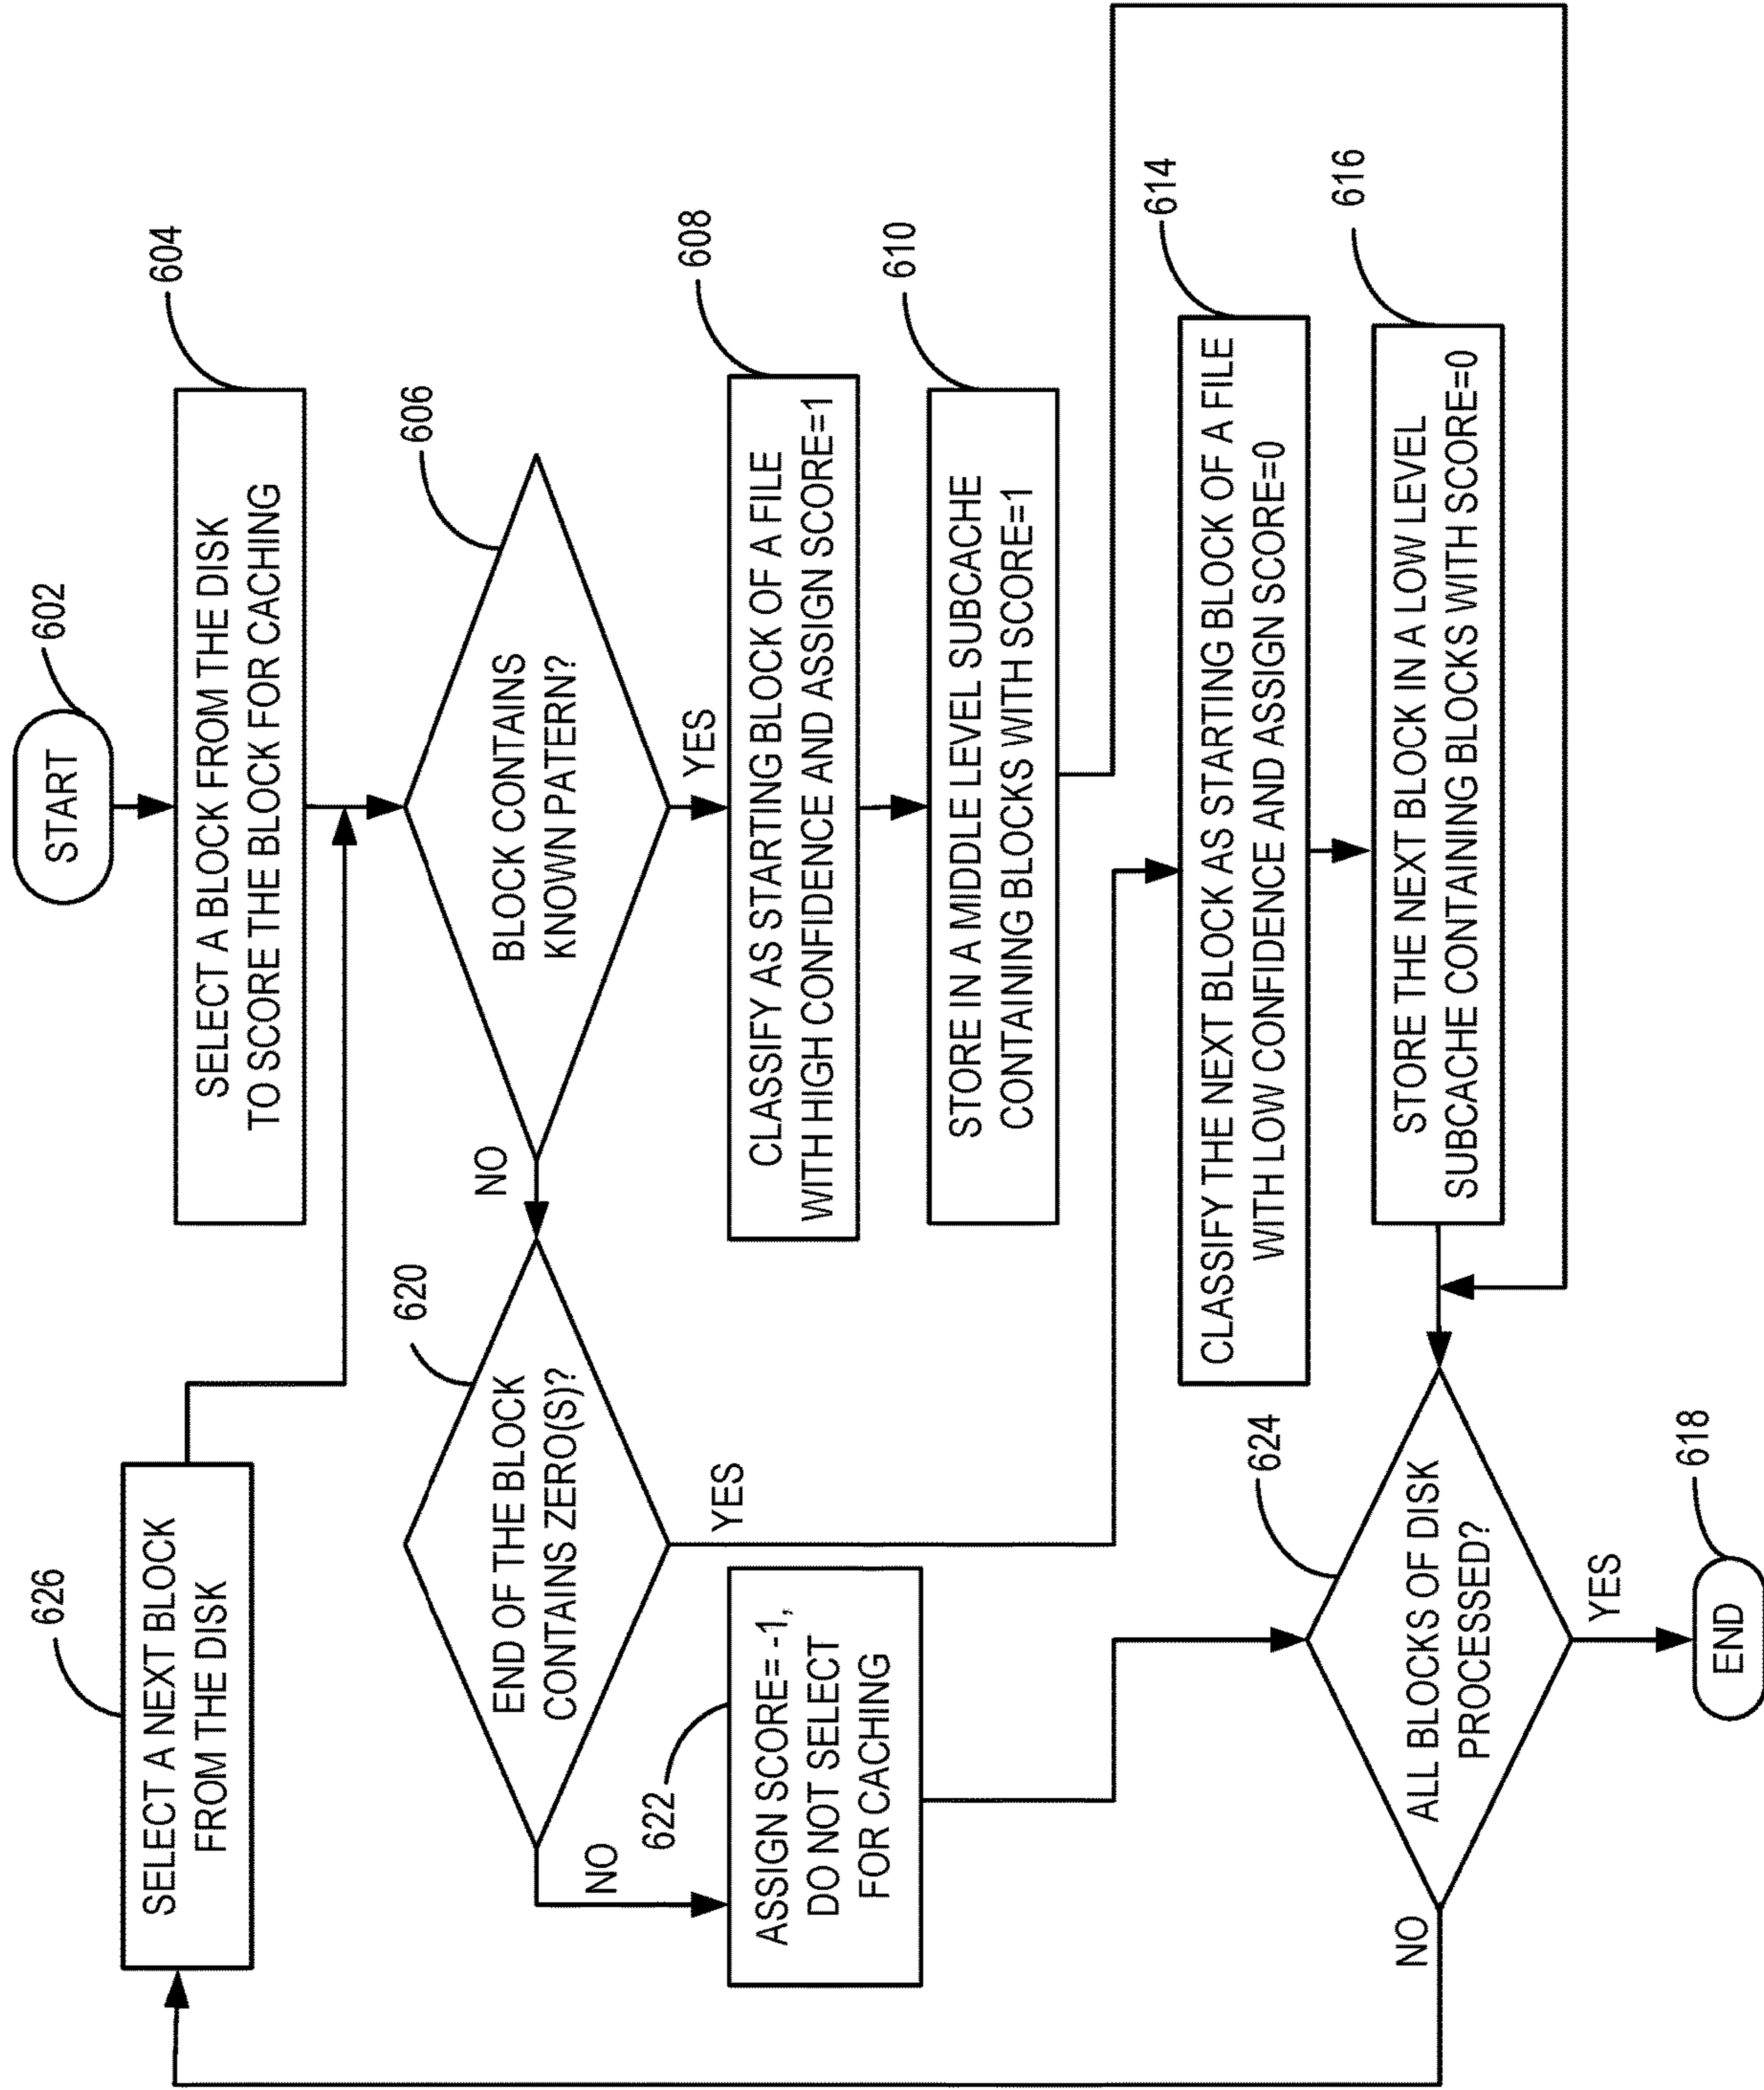 START
602
SELECT A BLOCK FROM THE DISK
TO SCORE THE BLOCK FOR CACHING
604
BLOCK CONTAINS
KNOWN PATERN?
606
YES
NO
CLASSIFY AS STARTING BLOCK OF A FILE
WITH HIGH CONFIDENCE AND ASSIGN SCORE=1
608
STORE IN A MIDDLE LEVEL SUBCACHE
CONTAINING BLOCKS WITH SCORE=1
610
CLASSIFY THE NEXT BLOCK AS STARTING BLOCK OF A FILE
WITH LOW CONFIDENCE AND ASSIGN SCORE=0
614
STORE THE NEXT BLOCK IN A LOW LEVEL
SUBCACHE CONTAINING BLOCKS WITH SCORE=0
616
SELECT A NEXT BLOCK
FROM THE DISK
626
END OF THE BLOCK
CONTAINS ZERO(S)?
620
YES
NO
ASSIGN SCORE= -1,
DO NOT SELECT
FOR CACHING
622
ALL BLOCKS OF DISK
PROCESSED?
624
NO
YES
END
618